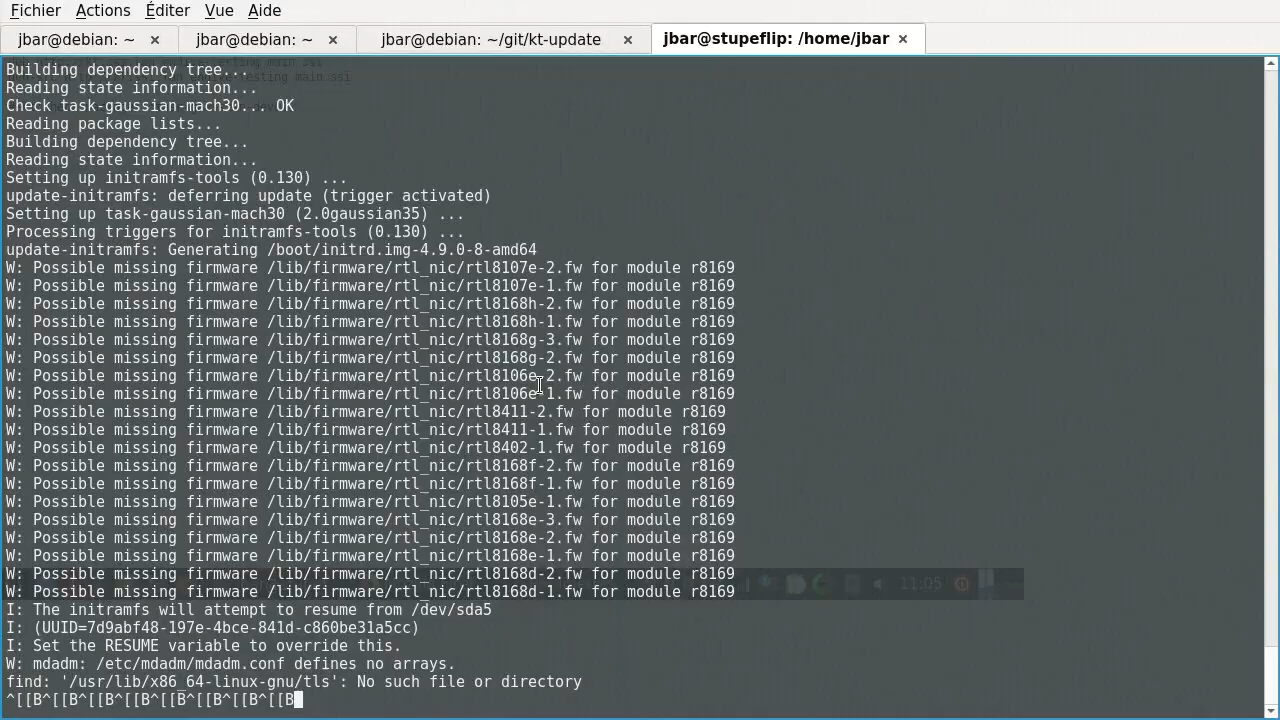 Fichier Actions Éditer Vue Aide
jbar@debian: ~ × jbar@debian: ~ × jbar@debian: ~/git/kt-update × jbar@stupeflip: /home/jbar ×
Building dependency tree...
Reading state information...
Check task-gaussian-mach30... OK
Reading package lists...
Building dependency tree...
Reading state information...
Setting up initramfs-tools (0.130) ...
update-initramfs: deferring update (trigger activated)
Setting up task-gaussian-mach30 (2.0gaussian35) ...
Processing triggers for initramfs-tools (0.130) ...
update-initramfs: Generating /boot/initrd.img-4.9.0-8-amd64
W: Possible missing firmware /lib/firmware/rtl_nic/rtl8107e-2.fw for module r8169
W: Possible missing firmware /lib/firmware/rtl_nic/rtl8107e-1.fw for module r8169
W: Possible missing firmware /lib/firmware/rtl_nic/rtl8168h-2.fw for module r8169
W: Possible missing firmware /lib/firmware/rtl_nic/rtl8168h-1.fw for module r8169
W: Possible missing firmware /lib/firmware/rtl_nic/rtl8168g-3.fw for module r8169
W: Possible missing firmware /lib/firmware/rtl_nic/rtl8168g-2.fw for module r8169
W: Possible missing firmware /lib/firmware/rtl_nic/rtl8106e-2.fw for module r8169
W: Possible missing firmware /lib/firmware/rtl_nic/rtl8106e-1.fw for module r8169
W: Possible missing firmware /lib/firmware/rtl_nic/rtl8411-2.fw for module r8169
W: Possible missing firmware /lib/firmware/rtl_nic/rtl8411-1.fw for module r8169
W: Possible missing firmware /lib/firmware/rtl_nic/rtl8402-1.fw for module r8169
W: Possible missing firmware /lib/firmware/rtl_nic/rtl8168f-2.fw for module r8169
W: Possible missing firmware /lib/firmware/rtl_nic/rtl8168f-1.fw for module r8169
W: Possible missing firmware /lib/firmware/rtl_nic/rtl8105e-1.fw for module r8169
W: Possible missing firmware /lib/firmware/rtl_nic/rtl8168e-3.fw for module r8169
W: Possible missing firmware /lib/firmware/rtl_nic/rtl8168e-2.fw for module r8169
W: Possible missing firmware /lib/firmware/rtl_nic/rtl8168e-1.fw for module r8169
W: Possible missing firmware /lib/firmware/rtl_nic/rtl8168d-2.fw for module r8169
11:05
W: Possible missing firmware /lib/firmware/rtl_nic/rtl8168d-1.fw for module r8169
I: The initramfs will attempt to resume from /dev/sda5
I: (UUID=7d9abf48-197e-4bce-841d-c860be31a5cc)
I: Set the RESUME variable to override this.
W: mdadm: /etc/mdadm/mdadm.conf defines no arrays.
find: '/usr/lib/x86_64-linux-gnu/tls': No such file or directory
^[[B^[[B^[[B^[[B^[[B^[[B^[[B^[[B